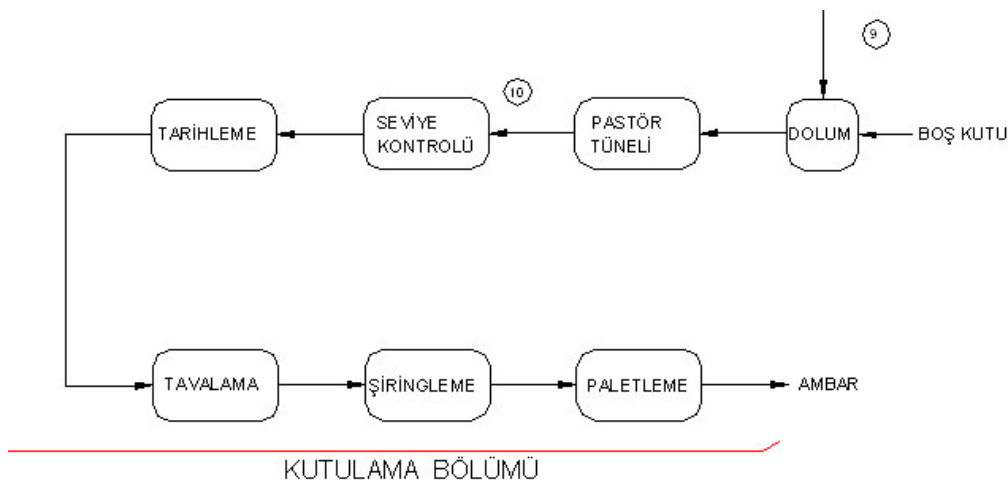 9
10
TARİHLEME
SEVİYE
KONTROLÜ
PASTÖR
TÜNELİ
DOLUM
BOŞ KUTU
TAVALAMA
ŞİRİNGLEME
PALETLEME
AMBAR
KUTULAMA BÖLÜMÜ